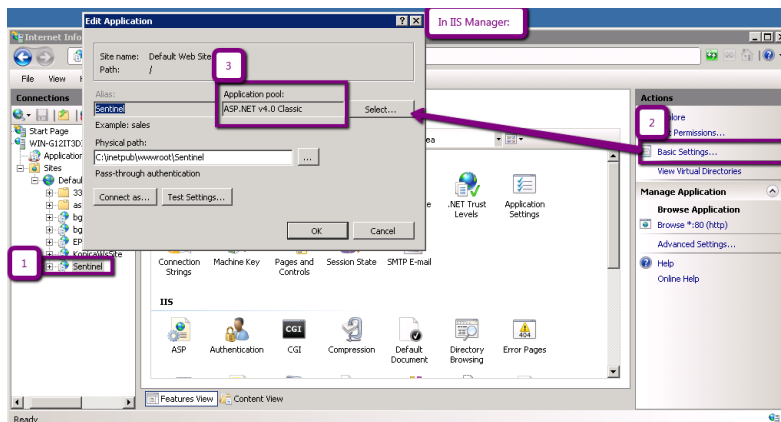 Edit Application
In IIS Manager:
Internet Info
Site name: Default Web Site
Path: /
3
File View
Alias:
Application pool:
Sentinel
ASP.NET v4.0 Classic
Select...
Example: sales
Physical path:
C:\inetpub\wwwroot\Sentinel
...
Pass-through authentication
Connect as...
Test Settings...
OK
Cancel
Connections
Start Page
WIN-G12IT3D
Application
Sites
Defau
33
as
bg
bg
EP
KonicaWsSite
1
Sentinel
ea
.NET Trust Levels
Application Settings
Connection Strings
Machine Key
Pages and Controls
Session State
SMTP E-mail
IIS
ASP
Authentication
CGI
CGI
Compression
Default Document
Directory Browsing
404
Error Pages
Features View
Content View
Actions
2
lore
Permissions...
Basic Settings...
View Virtual Directories
Manage Application
Browse Application
Browse *:80 (http)
Advanced Settings...
Help
Online Help
Ready